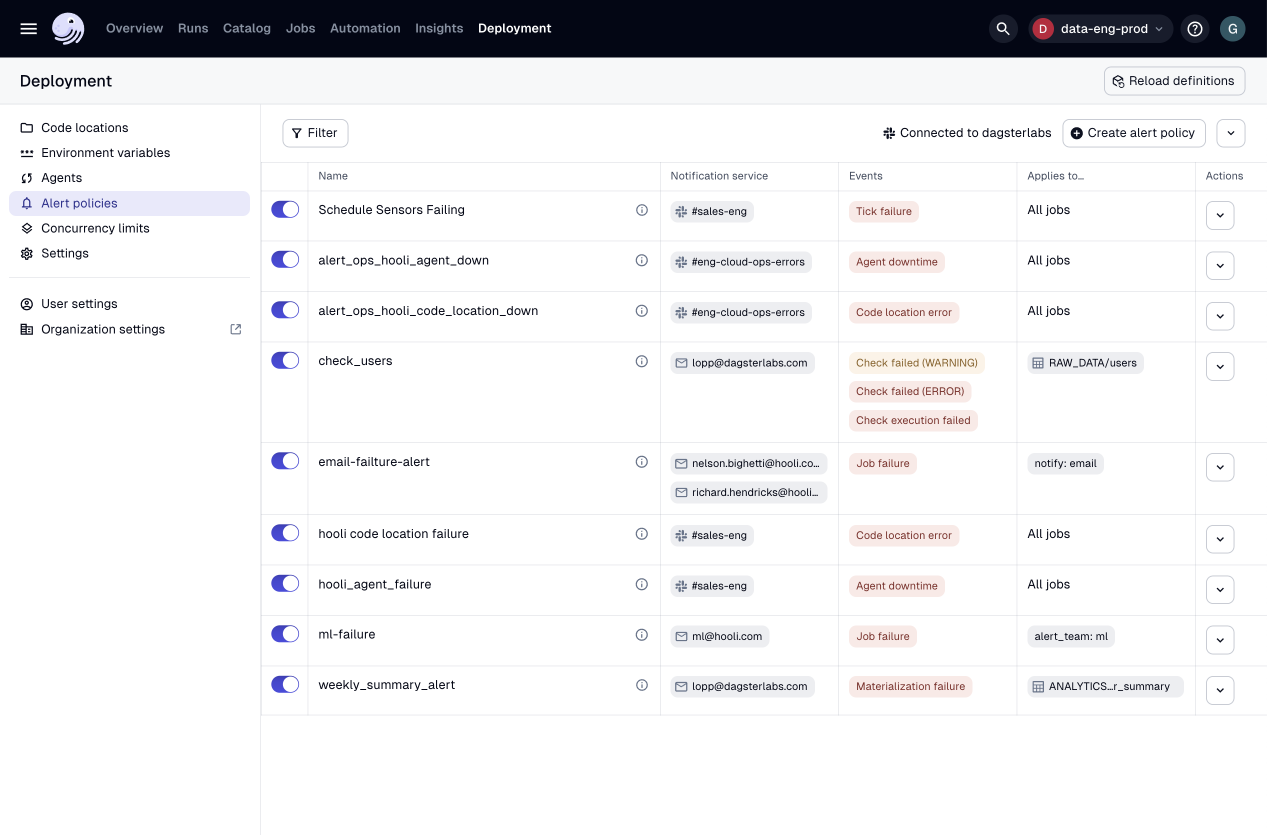 Overview Runs Catalog Jobs Automation Insights Deployment D data-eng-prod G
Deployment Reload definitions
Code locations
Environment variables
Agents
Alert policies
Concurrency limits
Settings
User settings
Organization settings
Filter Connected to dagsterlabs Create alert policy
Name Notification service Events Applies to... Actions
Schedule Sensors Failing #sales-eng Tick failure All jobs
alert_ops_hooli_agent_down #eng-cloud-ops-errors Agent downtime All jobs
alert_ops_hooli_code_location_down #eng-cloud-ops-errors Code location error All jobs
check_users lopp@dagsterlabs.com Check failed (WARNING) RAW_DATA/users
Check failed (ERROR)
Check execution failed
email-failture-alert nelson.bighetti@hooli.co... Job failure notify: email
richard.hendricks@hooli...
hooli code location failure #sales-eng Code location error All jobs
hooli_agent_failure #sales-eng Agent downtime All jobs
ml-failure ml@hooli.com Job failure alert_team: ml
weekly_summary_alert lopp@dagsterlabs.com Materialization failure ANALYTICS...r_summary